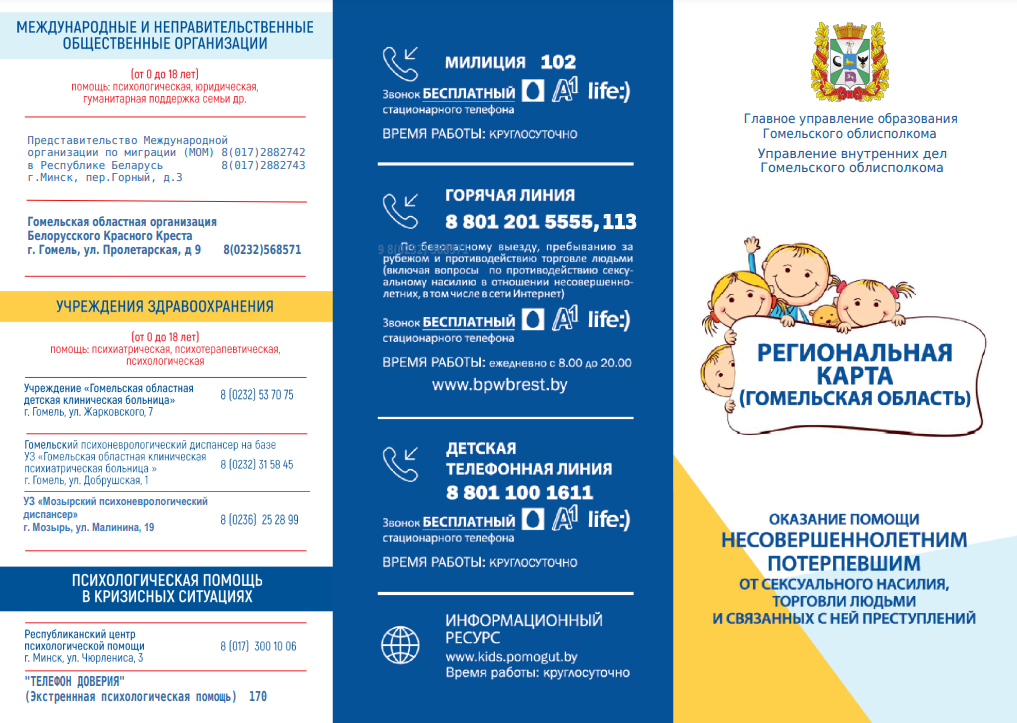 МЕЖДУНАРОДНЫЕ И НЕПРАВИТЕЛЬСТВЕННЫЕ
ОБЩЕСТВЕННЫЕ ОРГАНИЗАЦИИ
(от 0 до 18 лет)
помощь: психологическая, юридическая,
гуманитарная поддержка семьи др.
Представительство Международной
организации по миграции (МОМ) 8(017)2882742
в Республике Беларусь 8(017)2882743
г.Минск, пер.Горный, д.3
Гомельская областная организация
Белорусского Красного Креста
г. Гомель, ул. Пролетарская, д 9 8(0232)568571
УЧРЕЖДЕНИЯ ЗДРАВООХРАНЕНИЯ
(от 0 до 18 лет)
помощь: психиатрическая, психотерапевтическая,
психологическая
Учреждение «Гомельская областная
детская клиническая больница» 8 (0232) 53 70 75
г. Гомель, ул. Жарковского, 7
Гомельский психоневрологический диспансер на базе
УЗ «Гомельская областная клиническая
психиатрическая больница » 8 (0232) 31 58 45
г. Гомель, ул. Добрушская, 1
УЗ «Мозырский психоневрологический
диспансер» 8 (0236) 25 28 99
г. Мозырь, ул. Малинина, 19
ПСИХОЛОГИЧЕСКАЯ ПОМОЩЬ
В КРИЗИСНЫХ СИТУАЦИЯХ
Республиканский центр
психологической помощи 8 (017) 300 10 06
г. Минск, ул. Чюрлениса, 3
"ТЕЛЕФОН ДОВЕРИЯ"
(Экстреннная психологическая помощь) 170
МИЛИЦИЯ 102
Звонок БЕСПЛАТНЫЙ A1 life:)
стационарного телефона
ВРЕМЯ РАБОТЫ: КРУГЛОСУТОЧНО
ГОРЯЧАЯ ЛИНИЯ
8 801 201 5555, 113
По безопасному выезду, пребыванию за
рубежом и противодействию торговле людьми
(включая вопросы по противодействию сексу-
альному насилию в отношении несовершенно-
летних, в том числе в сети Интернет)
Звонок БЕСПЛАТНЫЙ A1 life:)
стационарного телефона
ВРЕМЯ РАБОТЫ: ежедневно с 8.00 до 20.00
www.bpwbrest.by
ДЕТСКАЯ
ТЕЛЕФОННАЯ ЛИНИЯ
8 801 100 1611
Звонок БЕСПЛАТНЫЙ A1 life:)
стационарного телефона
ВРЕМЯ РАБОТЫ: КРУГЛОСУТОЧНО
ИНФОРМАЦИОННЫЙ
РЕСУРС
www.kids.pomogut.by
Время работы: круглосуточно
Главное управление образования
Гомельского облисполкома
Управление внутренних дел
Гомельского облисполкома
РЕГИОНАЛЬНАЯ
КАРТА
(ГОМЕЛЬСКАЯ ОБЛАСТЬ)
ОКАЗАНИЕ ПОМОЩИ
НЕСОВЕРШЕННОЛЕТНИМ
ПОТЕРПЕВШИМ
ОТ СЕКСУАЛЬНОГО НАСИЛИЯ,
ТОРГОВЛИ ЛЮДЬМИ
И СВЯЗАННЫХ С НЕЙ ПРЕСТУПЛЕНИЙ